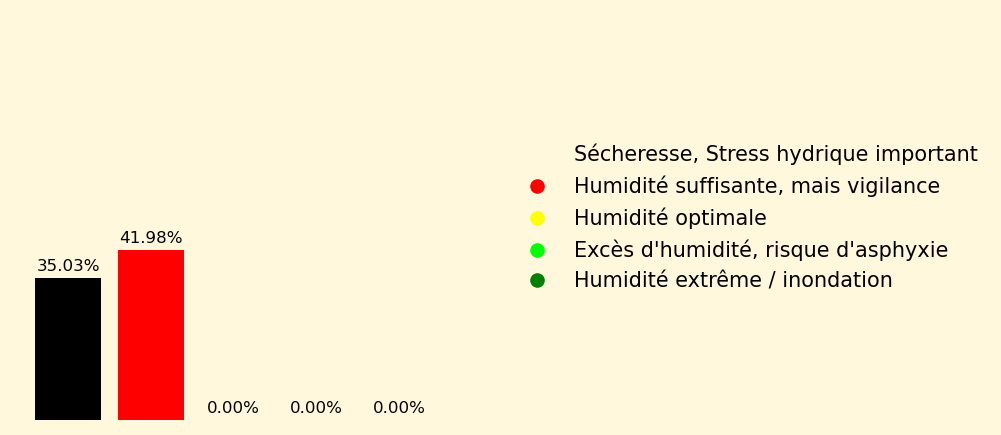 Sécheresse, Stress hydrique important
Humidité suffisante, mais vigilance
Humidité optimale
Excès d'humidité, risque d'asphyxie
Humidité extrême / inondation
41.98%
35.03%
0.00% 0.00% 0.00%